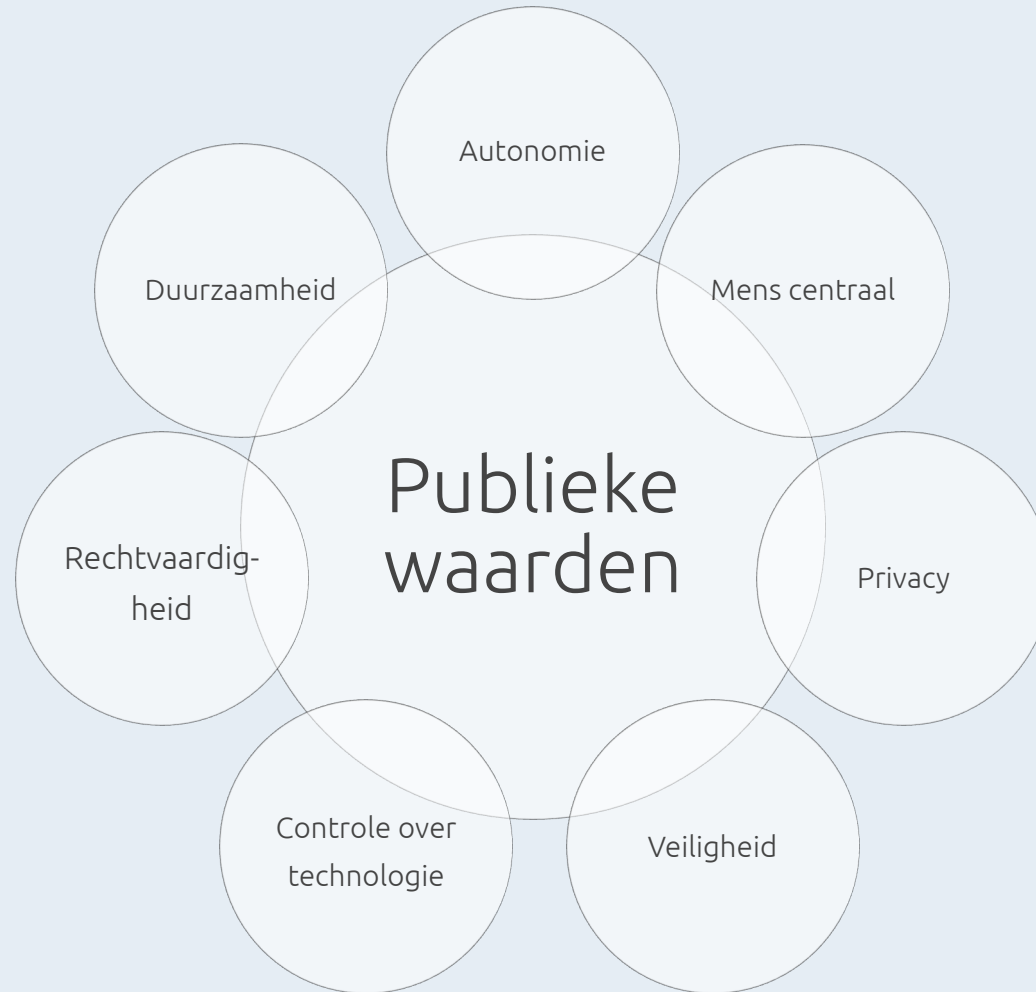 Autonomie
Duurzaamheid
Mens centraal
Publieke
waarden
Rechtvaardig-
heid
Privacy
Controle over
technologie
Veiligheid